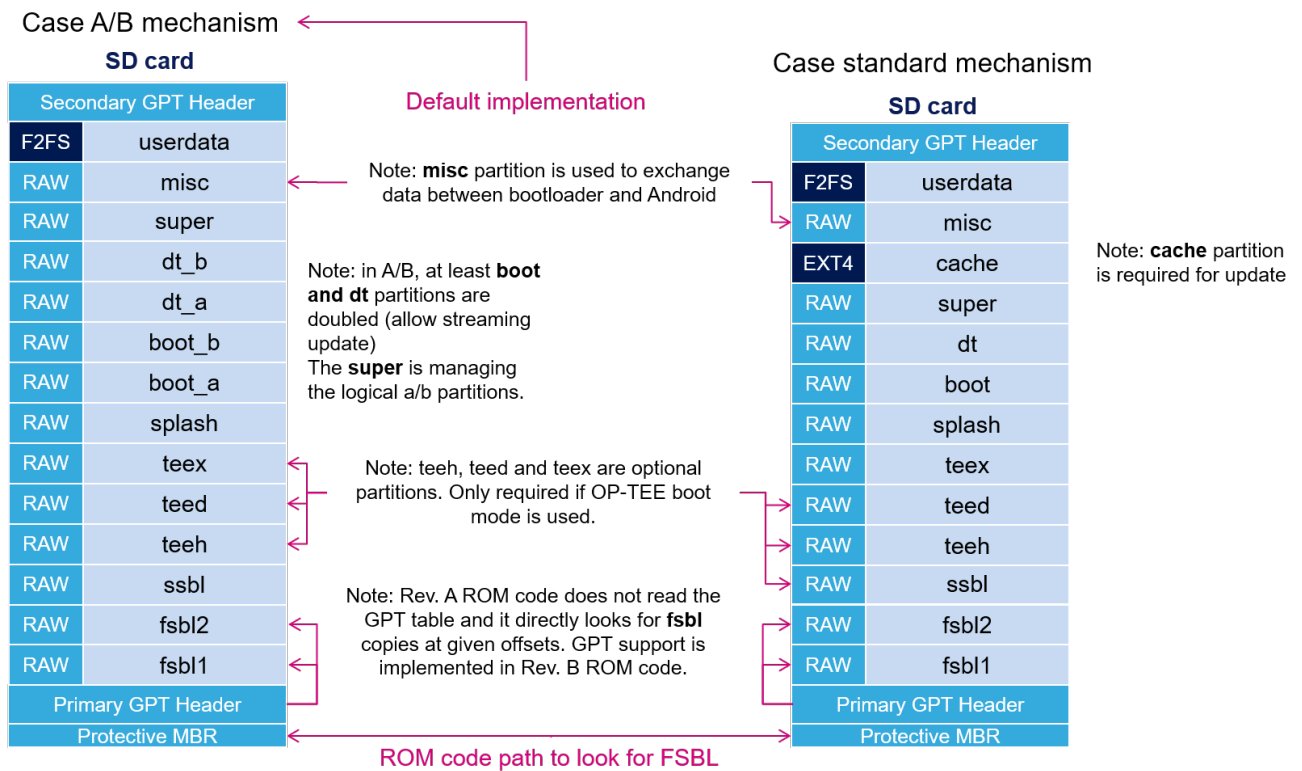 Case A/B mechanism
SD card
Secondary GPT Header
F2FS userdata
RAW misc
RAW super
RAW dt_b
RAW dt_a
RAW boot_b
RAW boot_a
RAW splash
RAW teex
RAW teed
RAW teeh
RAW ssbl
RAW fsbl2
RAW fsbl1
Primary GPT Header
Protective MBR
Default implementation
Note: misc partition is used to exchange
data between bootloader and Android
Note: in A/B, at least boot
and dt partitions are
doubled (allow streaming
update)
The super is managing
the logical a/b partitions.
Note: teeh, teed and teex are optional
partitions. Only required if OP-TEE boot
mode is used.
Note: Rev. A ROM code does not read the
GPT table and it directly looks for fsbl
copies at given offsets. GPT support is
implemented in Rev. B ROM code.
ROM code path to look for FSBL
Case standard mechanism
SD card
Secondary GPT Header
F2FS userdata
RAW misc
EXT4 cache
RAW super
RAW dt
RAW boot
RAW splash
RAW teex
RAW teed
RAW teeh
RAW ssbl
RAW fsbl2
RAW fsbl1
Primary GPT Header
Protective MBR
Note: cache partition
is required for update